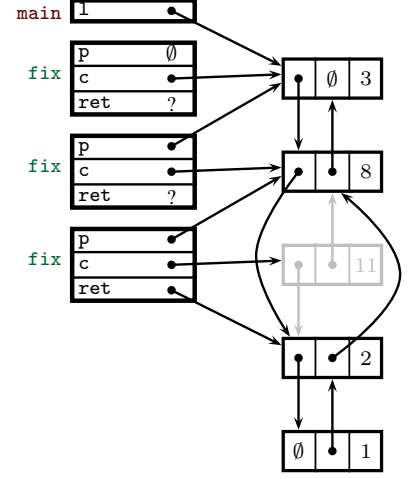 main l
∅ 3
fix p ∅
c
ret ?
fix p
c
ret ?
8
fix p
c
ret
11
2
∅ 1